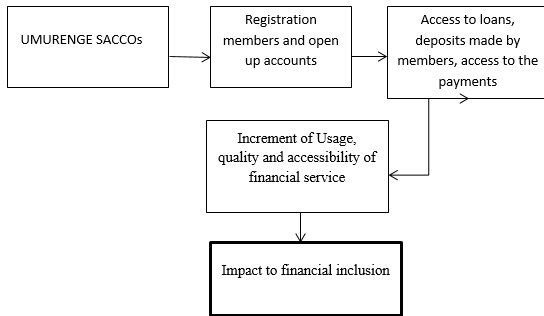 UMURENGE SACCOs
Registration
members and open
up accounts
Access to loans,
deposits made by
members, access to the
payments
Increment of Usage,
quality and accessibility of
financial service
Impact to financial inclusion